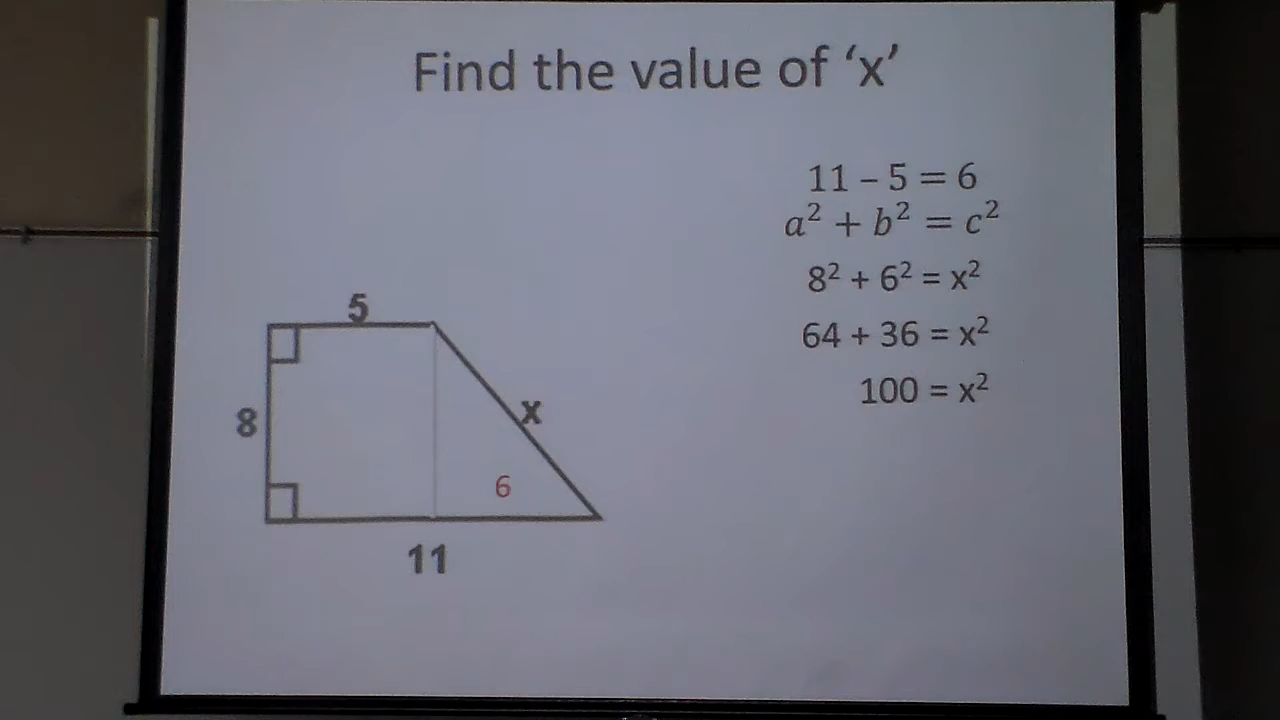 Find the value of ‘x’
11 – 5 = 6
a² + b² = c²
8² + 6² = x²
64 + 36 = x²
100 = x²
5
8
x
6
11